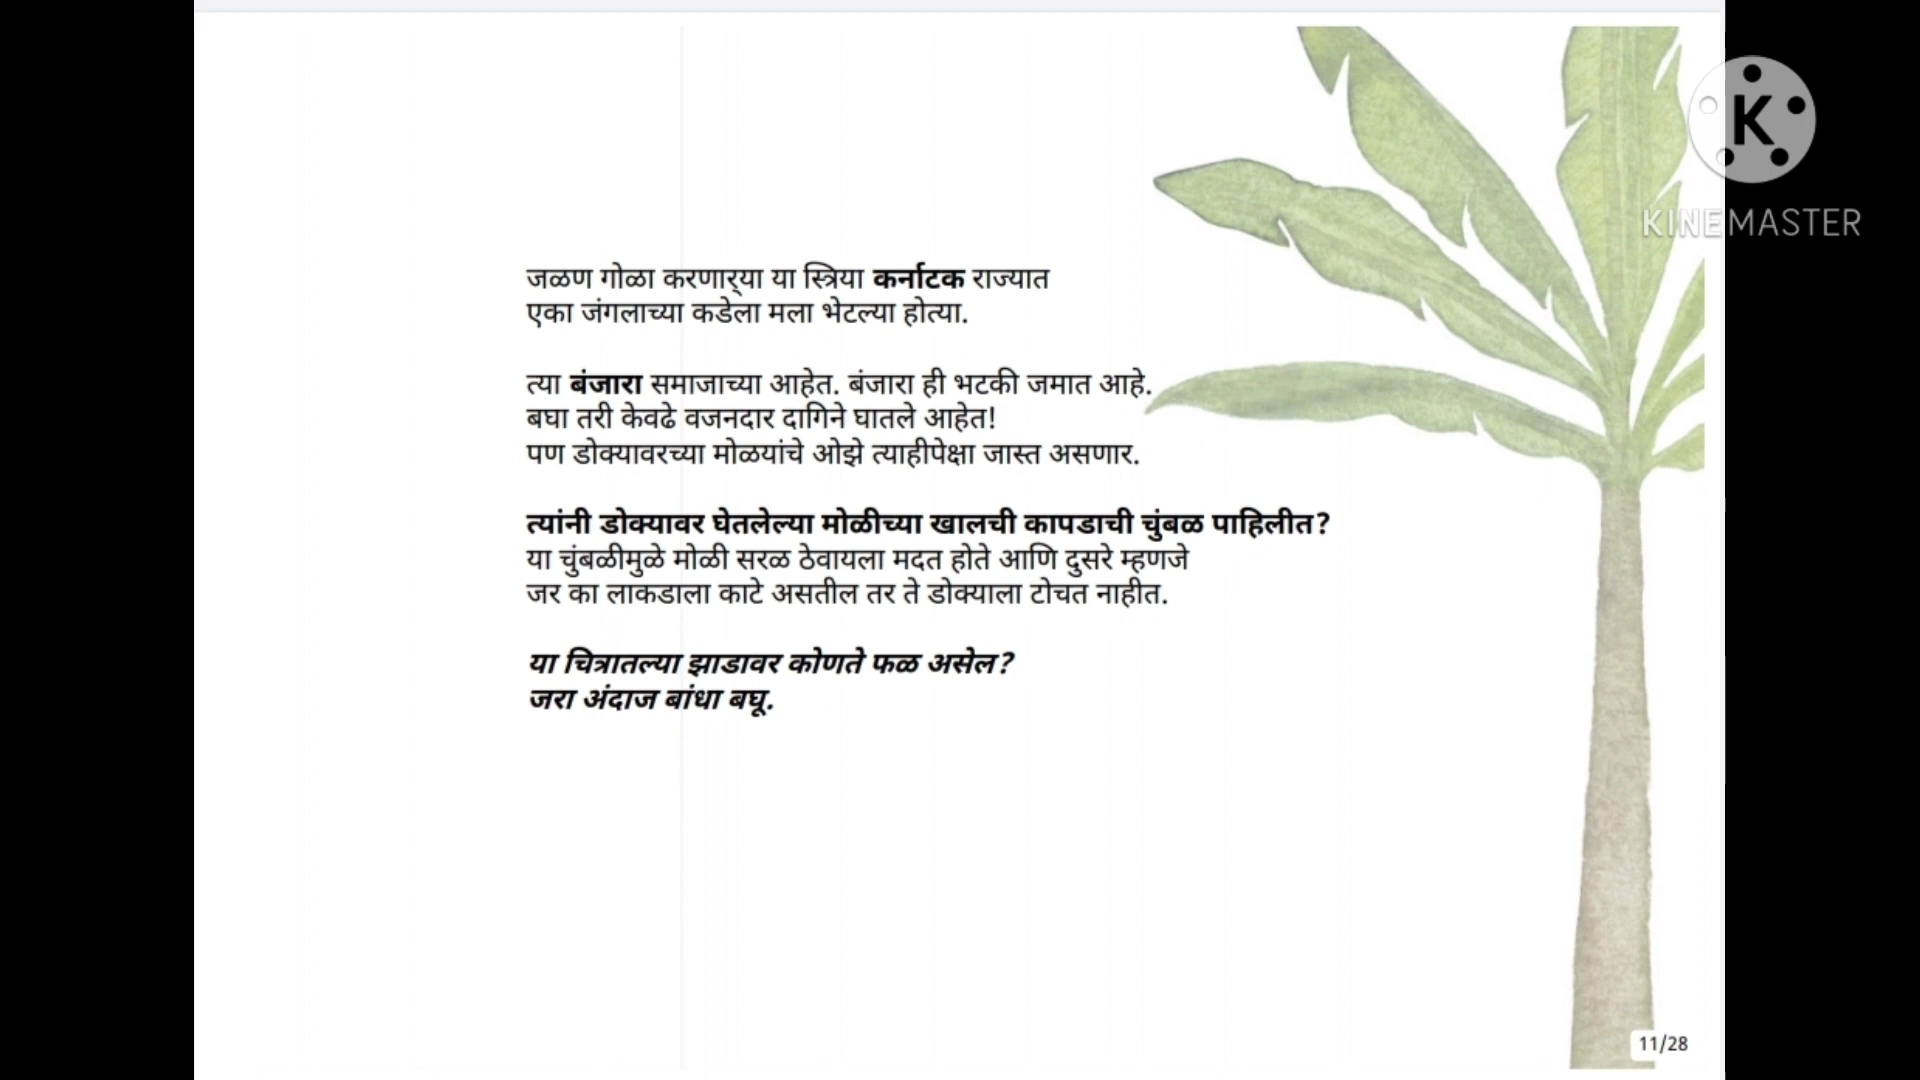 जळण गोळा करणाऱ्या या स्त्रिया कर्नाटक राज्यात
एका जंगलाच्या कडेला मला भेटल्या होत्या.
त्या बंजारा समाजाच्या आहेत. बंजारा ही भटकी जमात आहे.
बघा तरी केवढे वजनदार दागिने घातले आहेत!
पण डोक्यावरच्या मोळयांचे ओझे त्याहीपेक्षा जास्त असणार.
त्यांनी डोक्यावर घेतलेल्या मोळीच्या खालची कापडाची चुंबळ पाहिलीत?
या चुंबळीमुळे मोळी सरळ ठेवायला मदत होते आणि दुसरे म्हणजे
जर का लाकडाला काटे असतील तर ते डोक्याला टोचत नाहीत.
या चित्रातल्या झाडावर कोणते फळ असेल?
जरा अंदाज बांधा बघू.
K
KINEMASTER
11/28